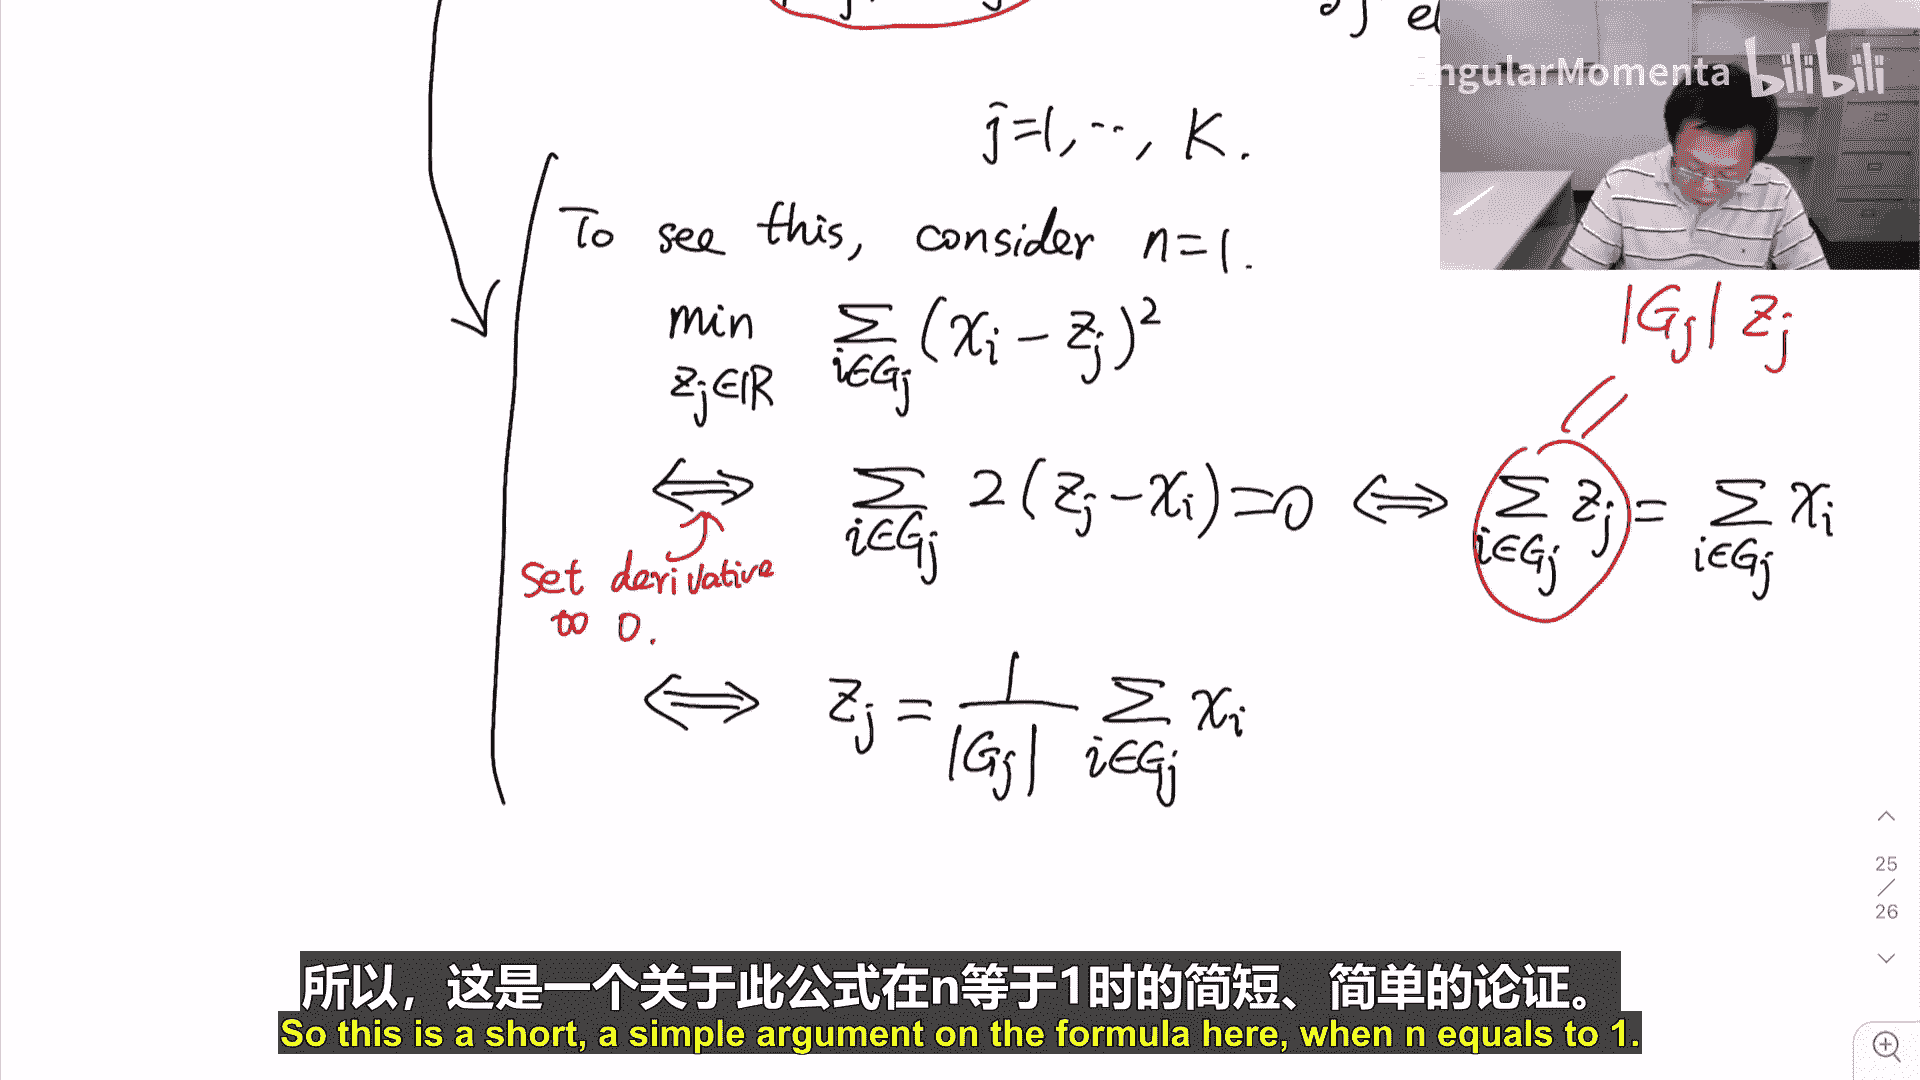 AngularMomenta bilibili
j=1, ..., K.
To see this, consider n=1.
min Σ (xᵢ - zⱼ)²
zⱼ∈ℝ i∈Gⱼ
|Gⱼ| zⱼ
⟺ Σ 2(zⱼ-xᵢ)=0 ⟺ Σ zⱼ = Σ xᵢ
i∈Gⱼ i∈Gⱼ i∈Gⱼ
set derivative
to 0.
⟺ zⱼ = 1/|Gⱼ| Σ xᵢ
i∈Gⱼ
25
/
26
所以，这是一个关于此公式在n等于1时的简短、简单的论证。
So this is a short, a simple argument on the formula here, when n equals to 1.